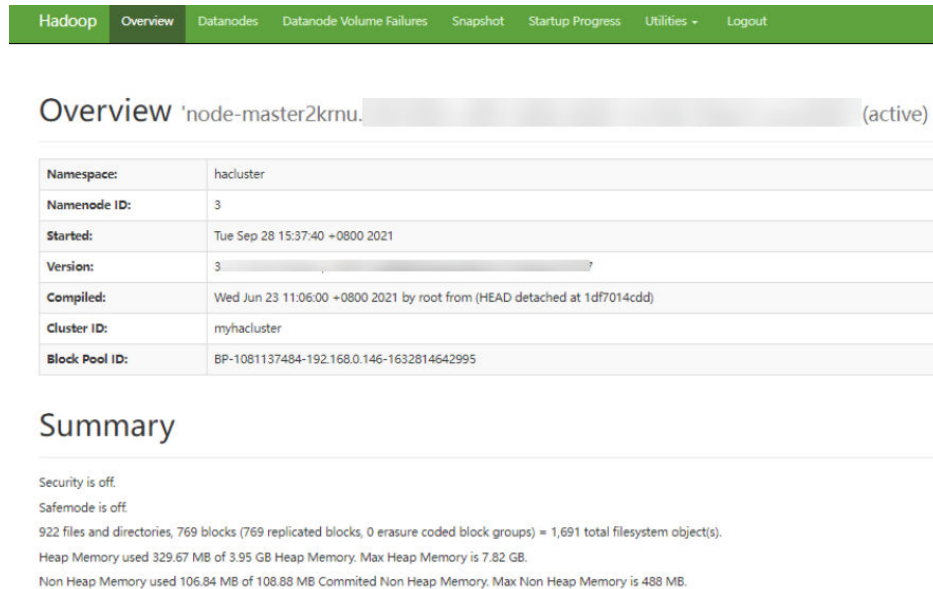 Hadoop Overview Datanodes Datanode Volume Failures Snapshot Startup Progress Utilities Logout
Overview 'node-master2krnu. (active)
Namespace: hacluster
Namenode ID: 3
Started: Tue Sep 28 15:37:40 +0800 2021
Version: 3 7
Compiled: Wed Jun 23 11:06:00 +0800 2021 by root from (HEAD detached at 1df7014cdd)
Cluster ID: myhacluster
Block Pool ID: BP-1081137484-192.168.0.146-1632814642995
Summary
Security is off.
Safemode is off.
922 files and directories, 769 blocks (769 replicated blocks, 0 erasure coded block groups) = 1,691 total filesystem object(s).
Heap Memory used 329.67 MB of 3.95 GB Heap Memory. Max Heap Memory is 7.82 GB.
Non Heap Memory used 106.84 MB of 108.88 MB Commited Non Heap Memory. Max Non Heap Memory is 488 MB.